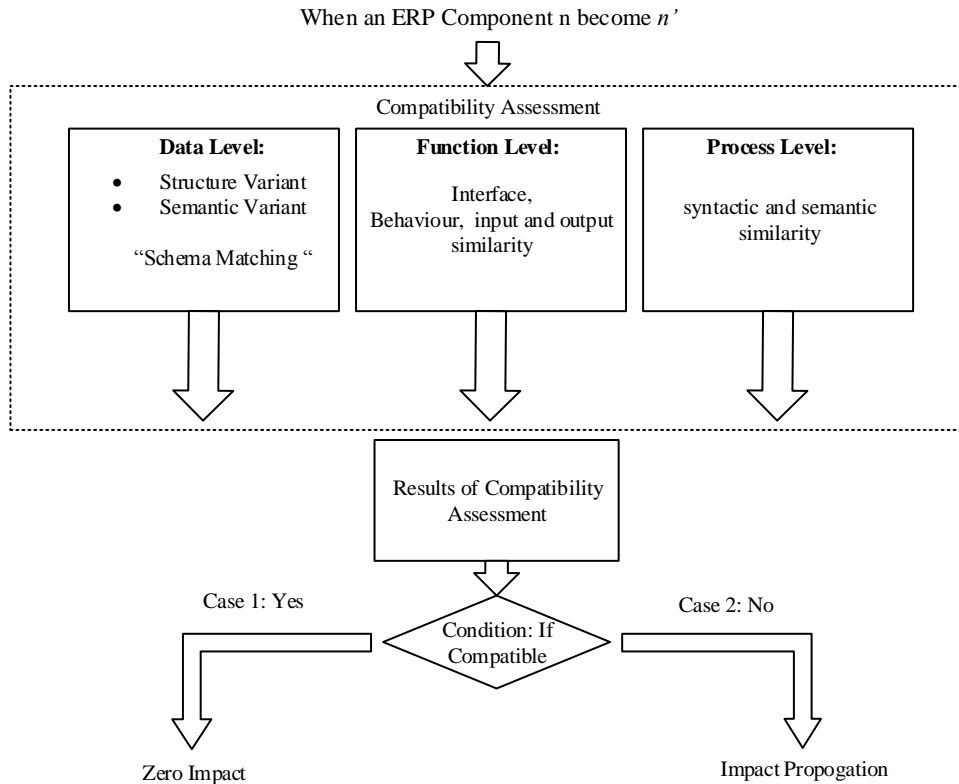 When an ERP Component n become n’
Compatibility Assessment
Data Level:
• Structure Variant
• Semantic Variant
“Schema Matching “
Function Level:
Interface,
Behaviour, input and output
similarity
Process Level:
syntactic and semantic
similarity
Results of Compatibility
Assessment
Case 1: Yes
Case 2: No
Condition: If
Compatible
Zero Impact
Impact Propogation